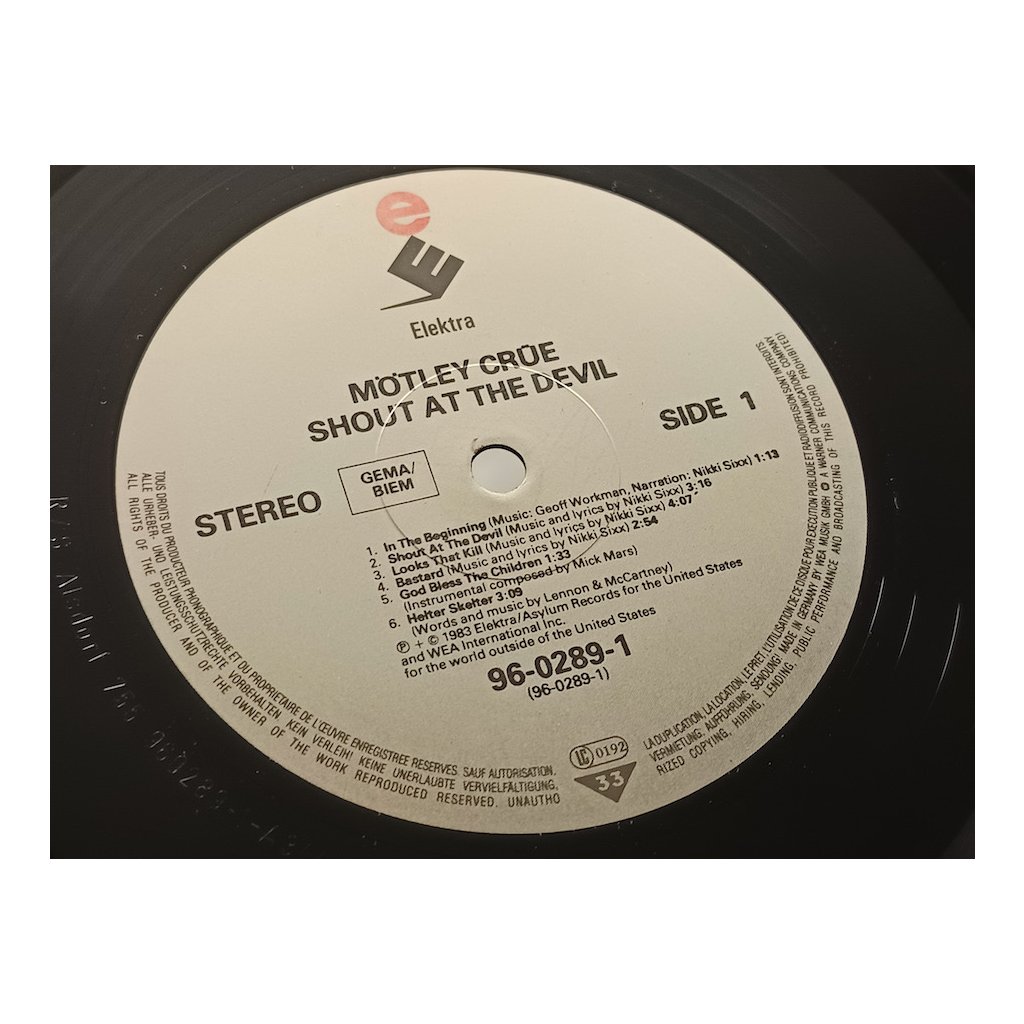 e
E
Elektra
MÖTLEY CRÜE
SHOUT AT THE DEVIL
SIDE 1
STEREO
GEMA/
BIEM
1. In The Beginning (Music: Geoff Workman, Narration: Nikki Sixx) 1:13
2. Shout At The Devil (Music and lyrics by Nikki Sixx) 3:16
3. Looks That Kill (Music and lyrics by Nikki Sixx) 4:07
4. Bastard (Music and lyrics by Nikki Sixx) 2:54
5. God Bless The Children 1:33
(Instrumental composed by Mick Mars)
6. Helter Skelter 3:09
(Words and music by Lennon & McCartney)
℗ + © 1983 Elektra/Asylum Records for the United States
and WEA International Inc.
for the world outside of the United States
96-0289-1
(96-0289-1)
LC 0192
33
TOUS DROITS DU PRODUCTEUR PHONOGRAPHIQUE ET DU PROPRIETAIRE DE L'ŒUVRE ENREGISTREE RESERVES. SAUF AUTORISATION,
ALLE URHEBER- UND LEISTUNGSSCHUTZRECHTE VORBEHALTEN. KEIN VERLEIH! KEINE UNERLAUBTE VERVIELFÄLTIGUNG,
ALL RIGHTS OF THE PRODUCER AND OF THE OWNER OF THE WORK REPRODUCED RESERVED. UNAUTHO
LA DUPLICATION, LA LOCATION, LE PRET, L'UTILISATION DE CE DISQUE POUR EXECUTION PUBLIQUE ET RADIODIFFUSION SONT INTERDITS
VERMIETUNG, AUFFÜHRUNG, SENDUNG! MADE IN GERMANY BY WEA MUSIK GMBH A WARNER COMMUNICATIONS COMPANY
RIZED COPYING, HIRING, LENDING, PUBLIC PERFORMANCE AND BROADCASTING OF THIS RECORD PROHIBITED!